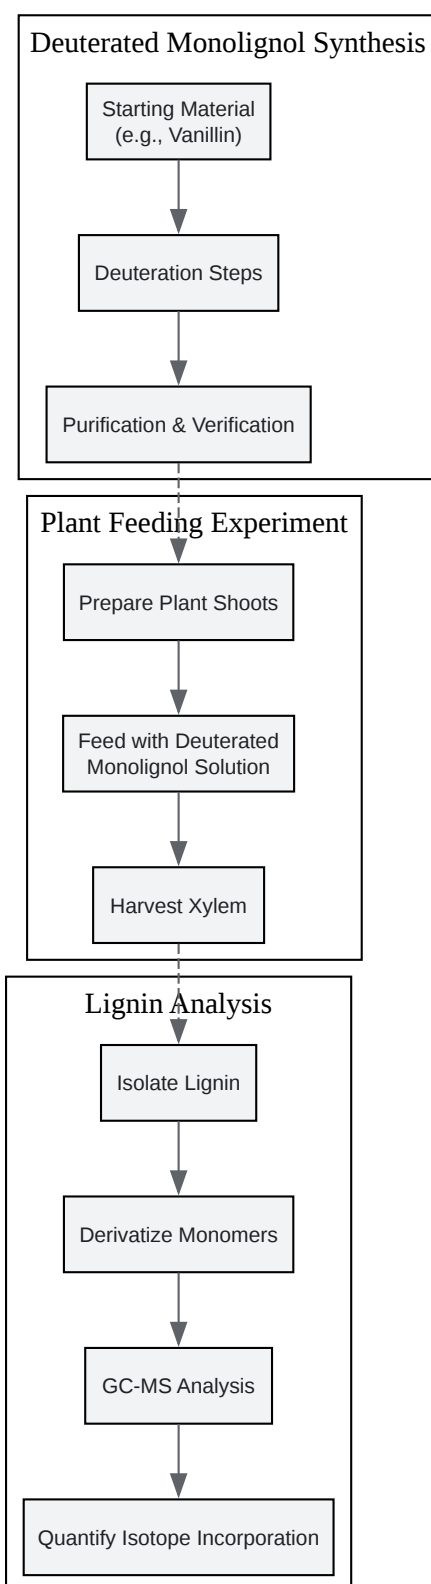 Deuterated Monolignol Synthesis
Starting Material
(e.g., Vanillin)
Deuteration Steps
Purification & Verification
Plant Feeding Experiment
Prepare Plant Shoots
Feed with Deuterated
Monolignol Solution
Harvest Xylem
Lignin Analysis
Isolate Lignin
Derivatize Monomers
GC-MS Analysis
Quantify Isotope Incorporation